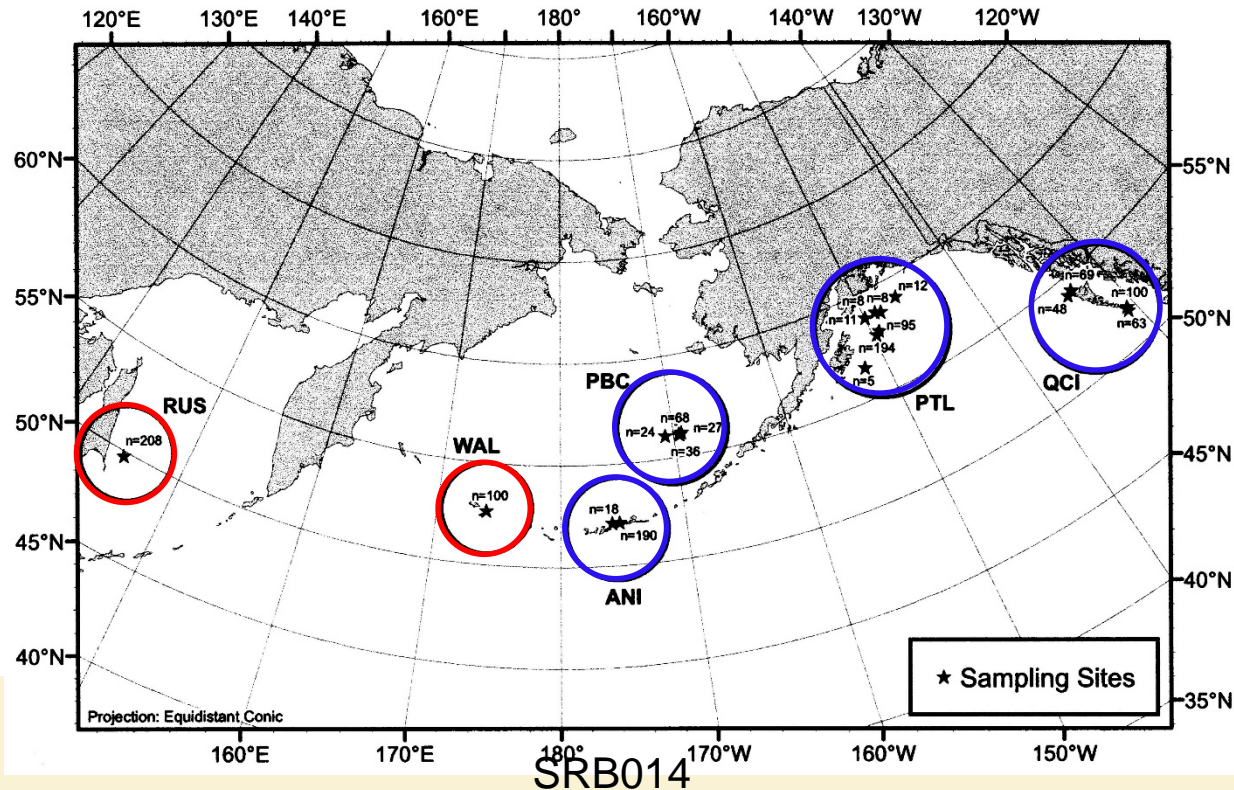 120°E 130°E 140°E 160°E 180° 160°W 140°W 130°W 120°W
60°N
55°N
50°N
45°N
40°N
55°N
50°N
45°N
40°N
35°N
n=69
n=100
n=48
n=63
QCI
n=12
n=8
n=8
n=11
n=95
n=194
n=5
PTL
PBC
n=68
n=24
n=27
n=36
RUS
n=208
WAL
n=100
n=18
n=190
ANI
★ Sampling Sites
Projection: Equidistant Conic
160°E 170°E 180° 170°W 160°W 150°W
SRB014